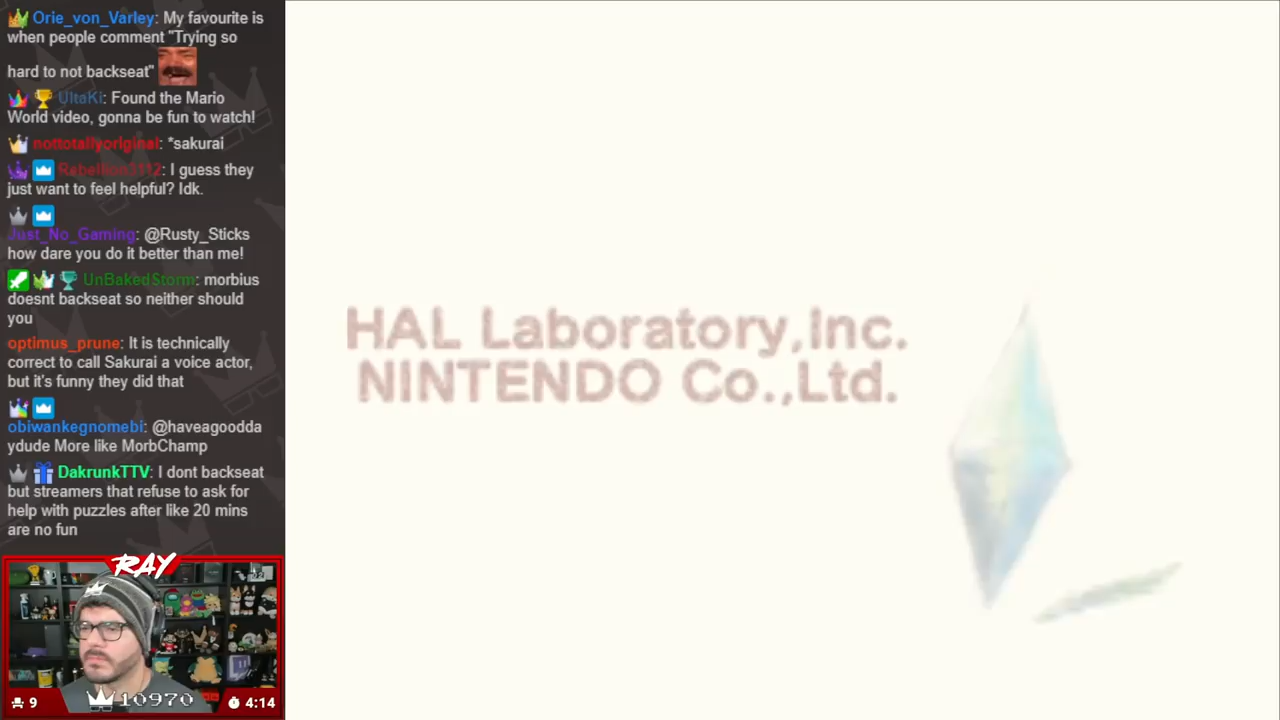 Orie_von_Varley: My favourite is
when people comment "Trying so
hard to not backseat"
UltaKi: Found the Mario
World video, gonna be fun to watch!
nottotallyoriginal: *sakurai
Rebellion3112: I guess they
just want to feel helpful? Idk.
Just_No_Gaming: @Rusty_Sticks
how dare you do it better than me!
UnBakedStorm: morbius
doesnt backseat so neither should
you
optimus_prune: It is technically
correct to call Sakurai a voice actor,
but it's funny they did that
obiwankegnomebi: @haveagoodda
ydude More like MorbChamp
DakrunkTTV: I dont backseat
but streamers that refuse to ask for
help with puzzles after like 20 mins
are no fun
RAY
9
10970
4:14
HAL Laboratory,Inc.
NINTENDO Co.,Ltd.